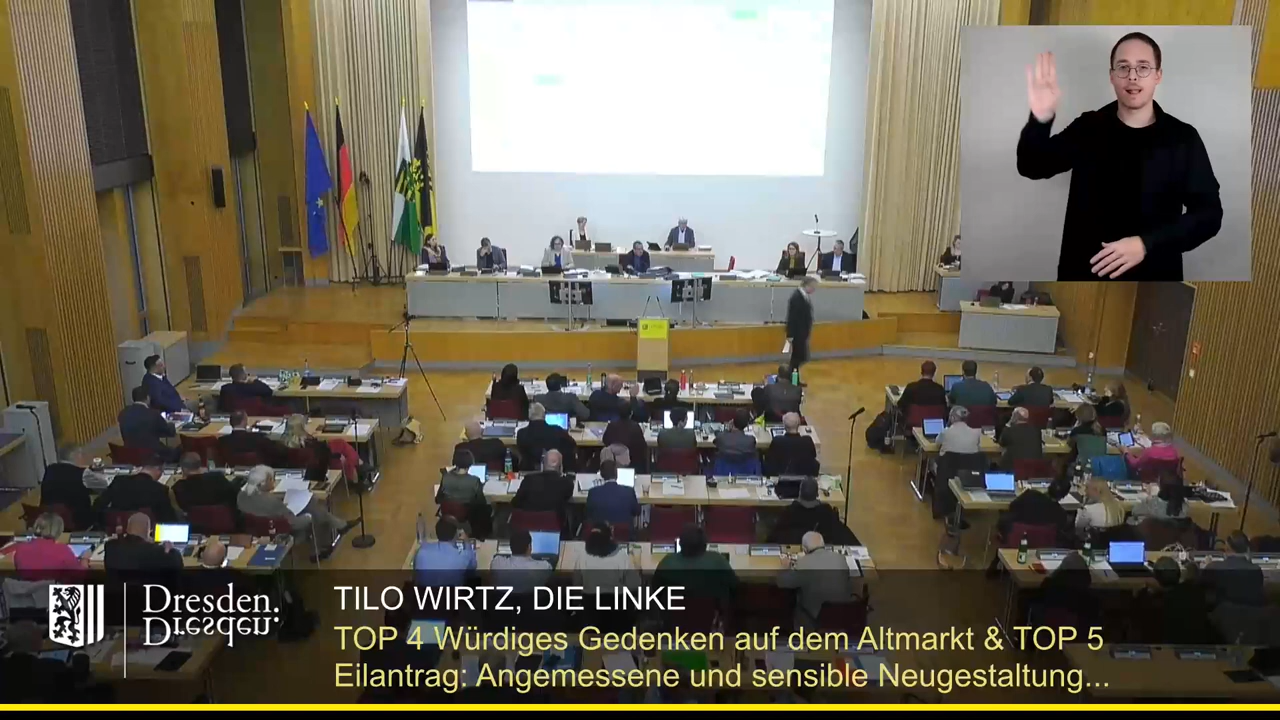 Dresden.
Dresden.
TILO WIRTZ, DIE LINKE
TOP 4 Würdiges Gedenken auf dem Altmarkt & TOP 5
Eilantrag: Angemessene und sensible Neugestaltung...